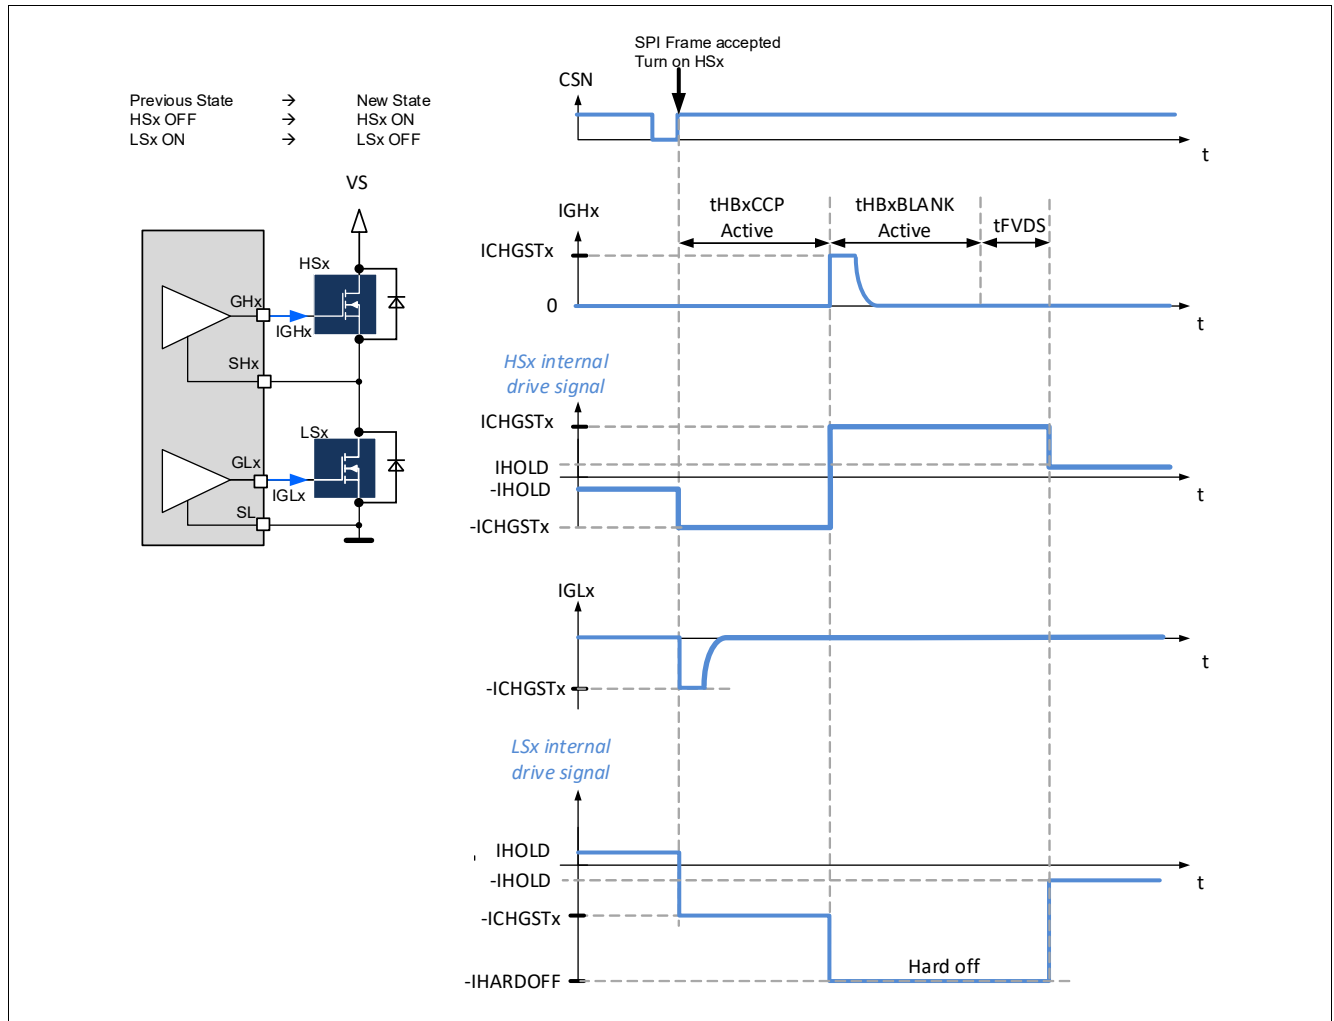 SPI Frame accepted
Turn on HSx
CSN
Previous State → New State
HSx OFF → HSx ON
LSx ON → LSx OFF
t
VS
IGHx
tHBxCCP
Active
tHBxBLANK
Active
tFVDS
ICHGSTx
HSx
GHx
IGHx
0
t
SHx
HSx internal
drive signal
ICHGSTx
LSx
IHOLD
GLx
-IHOLD
t
IGLx
SL
-ICHGSTx
IGLx
t
-ICHGSTx
LSx internal
drive signal
IHOLD
-IHOLD
t
-ICHGSTx
Hard off
-IHARDOFF